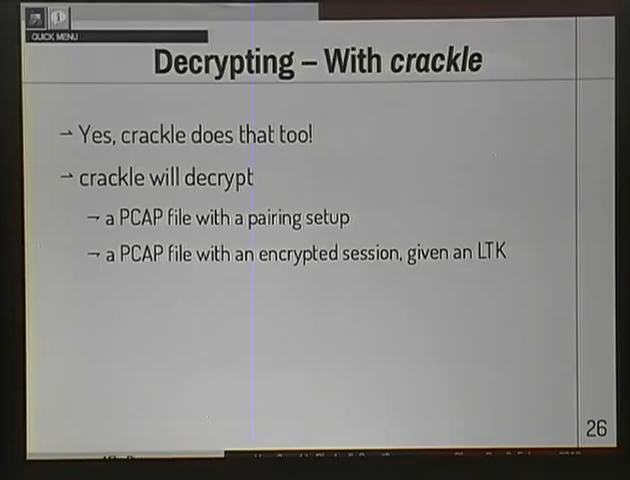 QUICK MENU
Decrypting – With crackle
Yes, crackle does that too!
crackle will decrypt
a PCAP file with a pairing setup
a PCAP file with an encrypted session, given an LTK
26